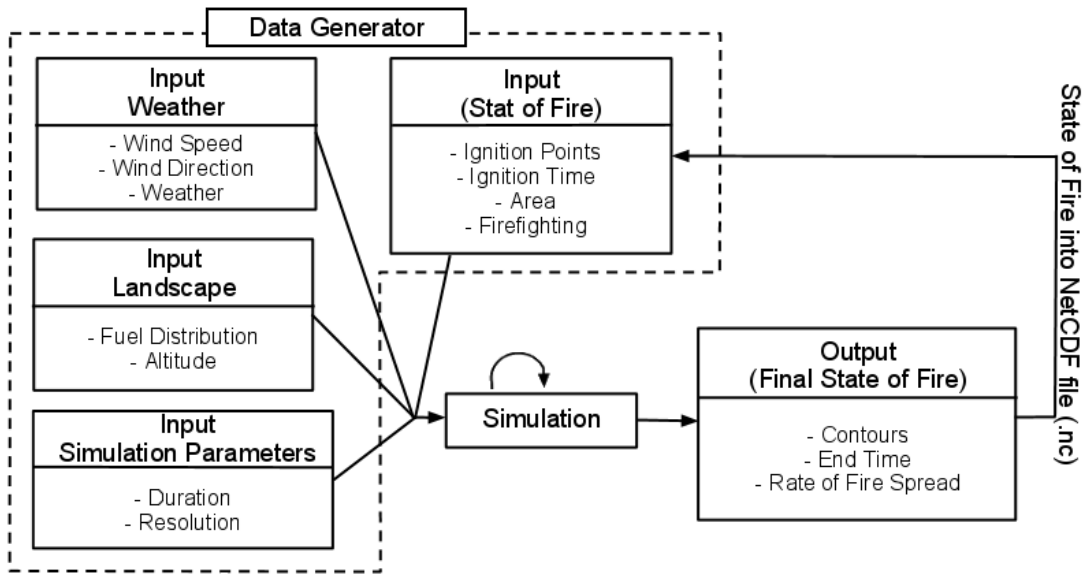 Data Generator
Input
Weather
- Wind Speed
- Wind Direction
- Weather
Input
(Stat of Fire)
- Ignition Points
- Ignition Time
- Area
- Firefighting
Input
Landscape
- Fuel Distribution
- Altitude
Input
Simulation Parameters
- Duration
- Resolution
Simulation
Output
(Final State of Fire)
- Contours
- End Time
- Rate of Fire Spread
State of Fire into NetCDF file (.nc)